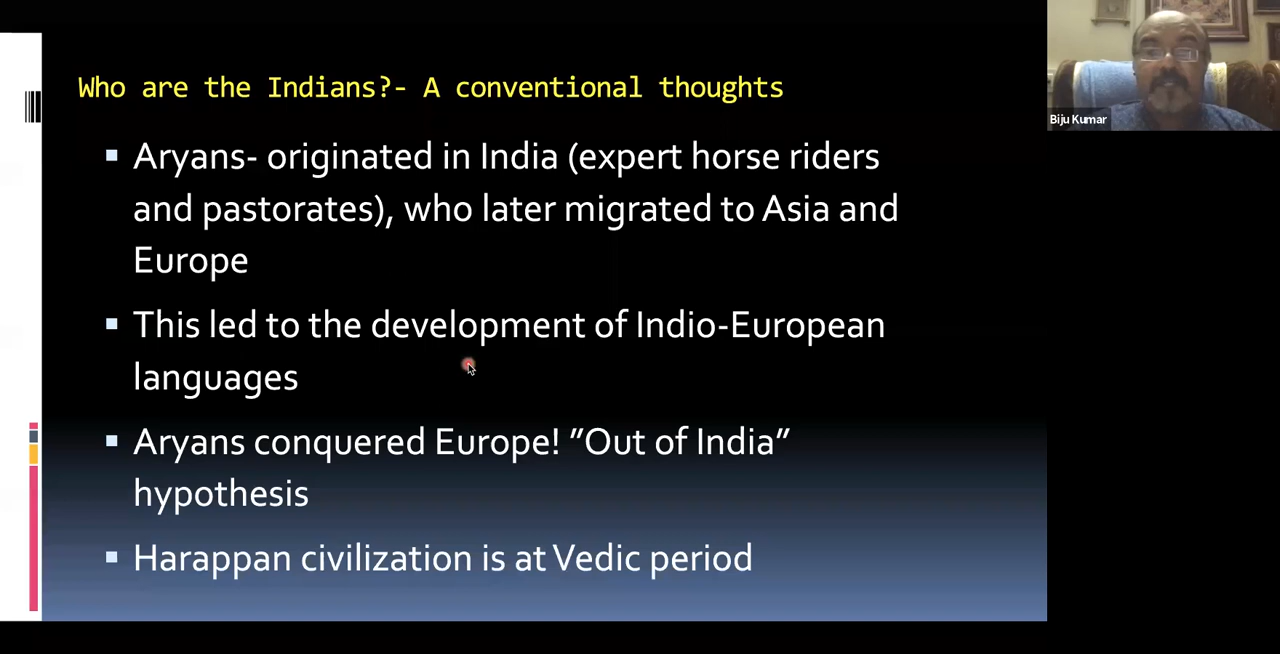 Who are the Indians?- A conventional thoughts
Aryans- originated in India (expert horse riders
and pastorates), who later migrated to Asia and
Europe
This led to the development of Indio-European
languages
Aryans conquered Europe! ”Out of India”
hypothesis
Harappan civilization is at Vedic period
Biju Kumar